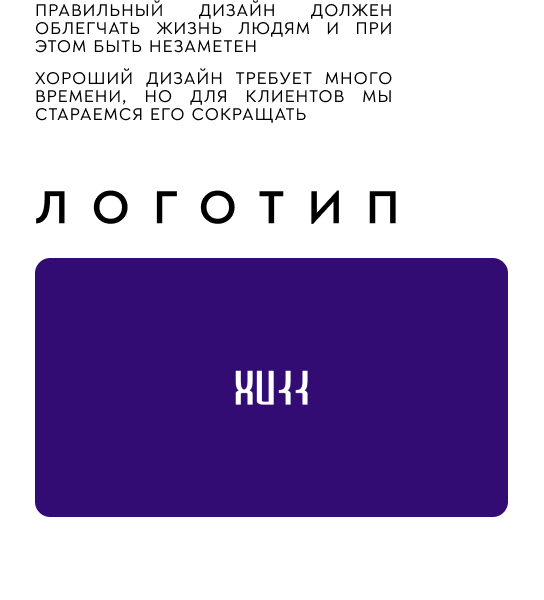 ПРАВИЛЬНЫЙ ДИЗАЙН ДОЛЖЕН
ОБЛЕГЧАТЬ ЖИЗНЬ ЛЮДЯМ И ПРИ
ЭТОМ БЫТЬ НЕЗАМЕТЕН
ХОРОШИЙ ДИЗАЙН ТРЕБУЕТ МНОГО
ВРЕМЕНИ, НО ДЛЯ КЛИЕНТОВ МЫ
СТАРАЕМСЯ ЕГО СОКРАЩАТЬ
ЛОГОТИП